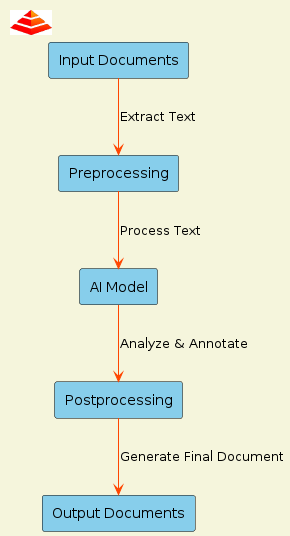 Input Documents
Extract Text
Preprocessing
Process Text
AI Model
Analyze & Annotate
Postprocessing
Generate Final Document
Output Documents